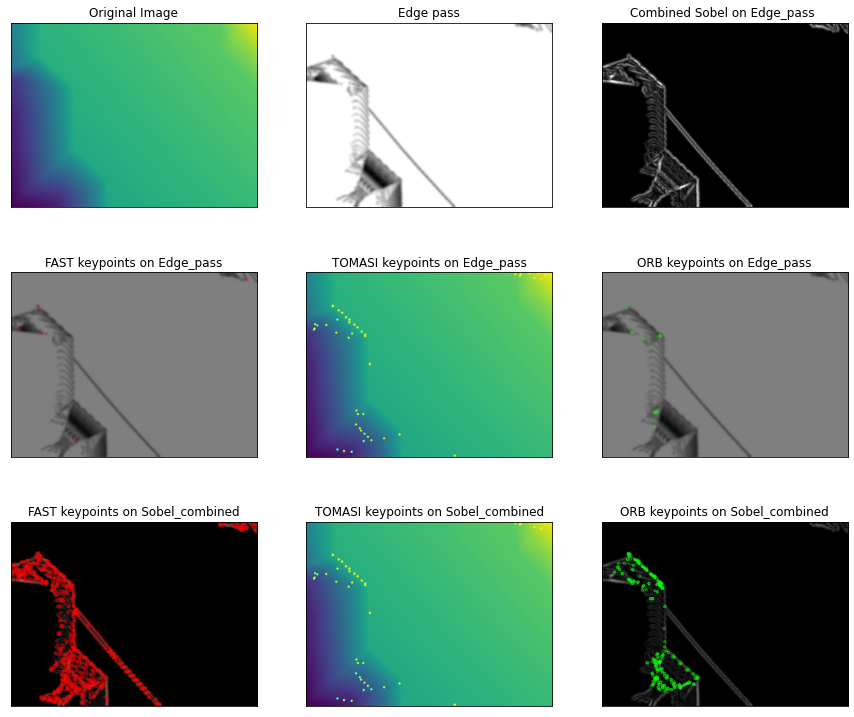 Original Image
Edge pass
Combined Sobel on Edge_pass
FAST keypoints on Edge_pass
TOMASI keypoints on Edge_pass
ORB keypoints on Edge_pass
FAST keypoints on Sobel_combined
TOMASI keypoints on Sobel_combined
ORB keypoints on Sobel_combined